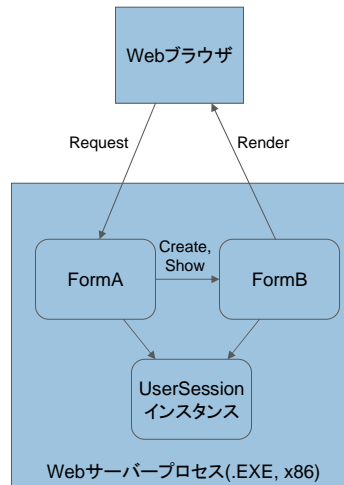 Webブラウザ
Request
Render
Create,
Show
FormA
FormB
UserSession
インスタンス
Webサーバープロセス(.EXE, x86)